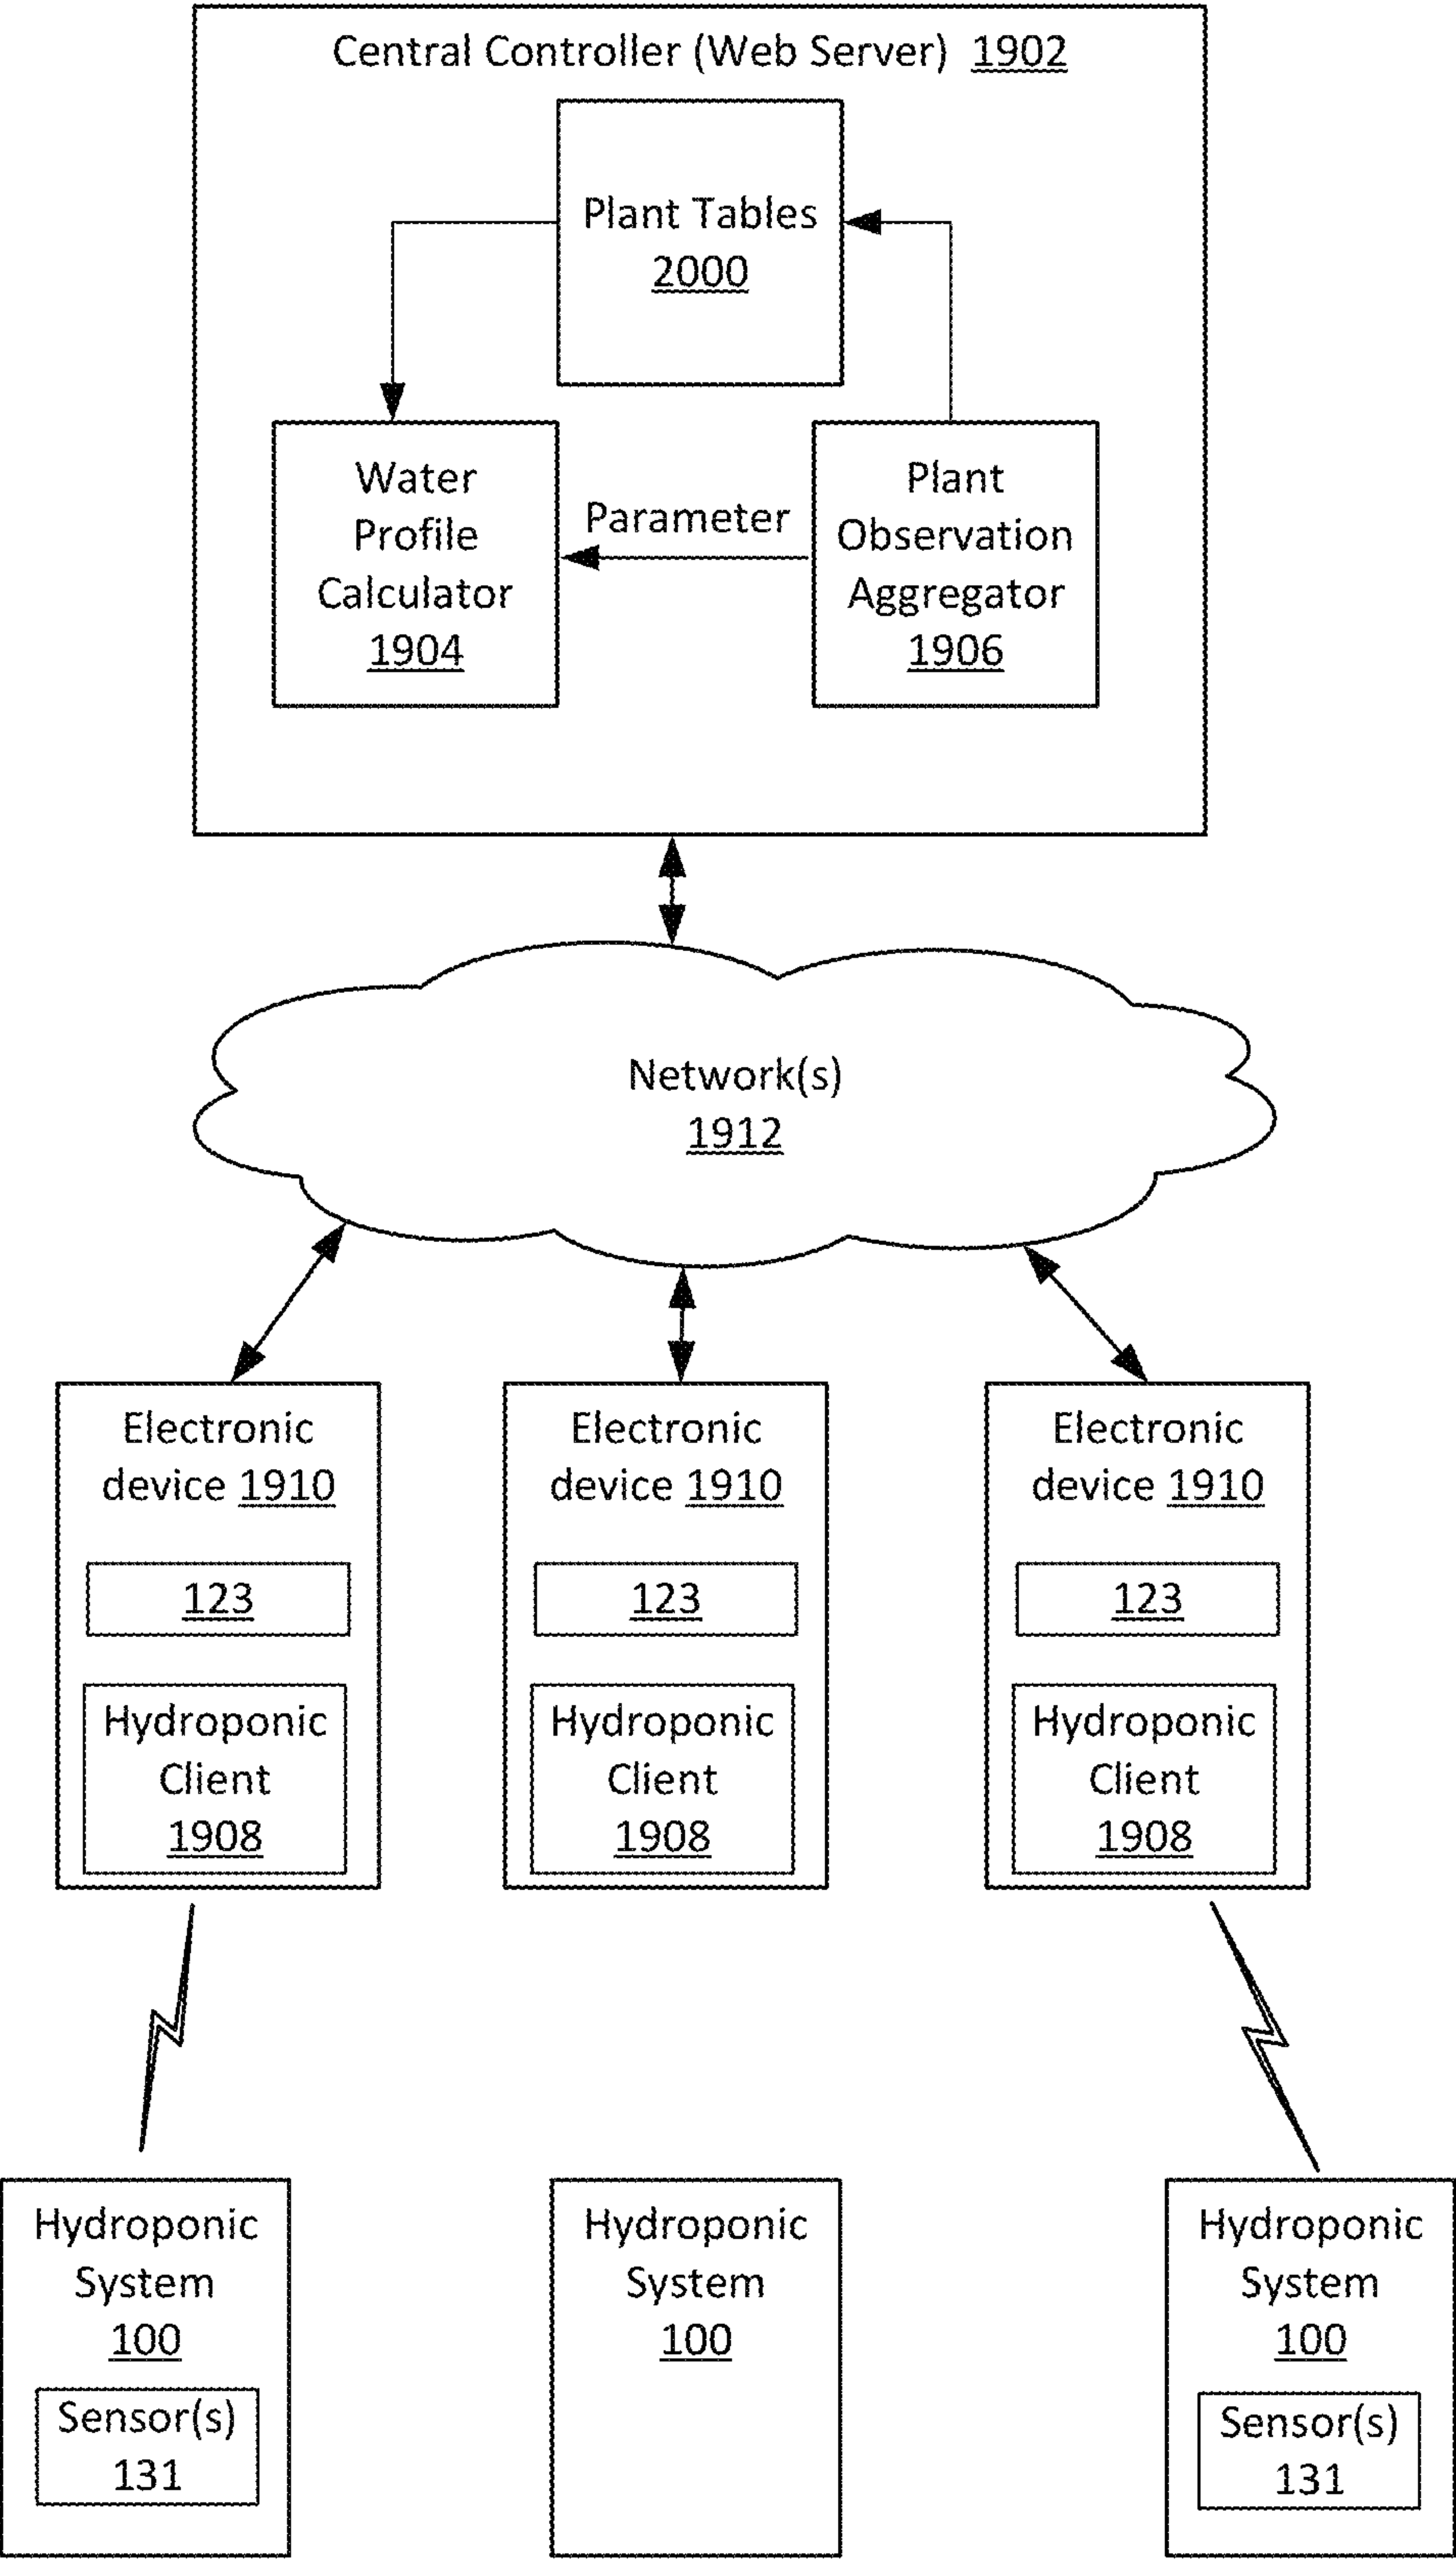 Central Controller (Web Server) 1902
Plant Tables
2000
Water
Profile
Calculator
1904
Parameter
Plant
Observation
Aggregator
1906
Network(s)
1912
Electronic
device 1910
123
Hydroponic
Client
1908
Electronic
device 1910
123
Hydroponic
Client
1908
Electronic
device 1910
123
Hydroponic
Client
1908
Hydroponic
System
100
Sensor(s)
131
Hydroponic
System
100
Hydroponic
System
100
Sensor(s)
131